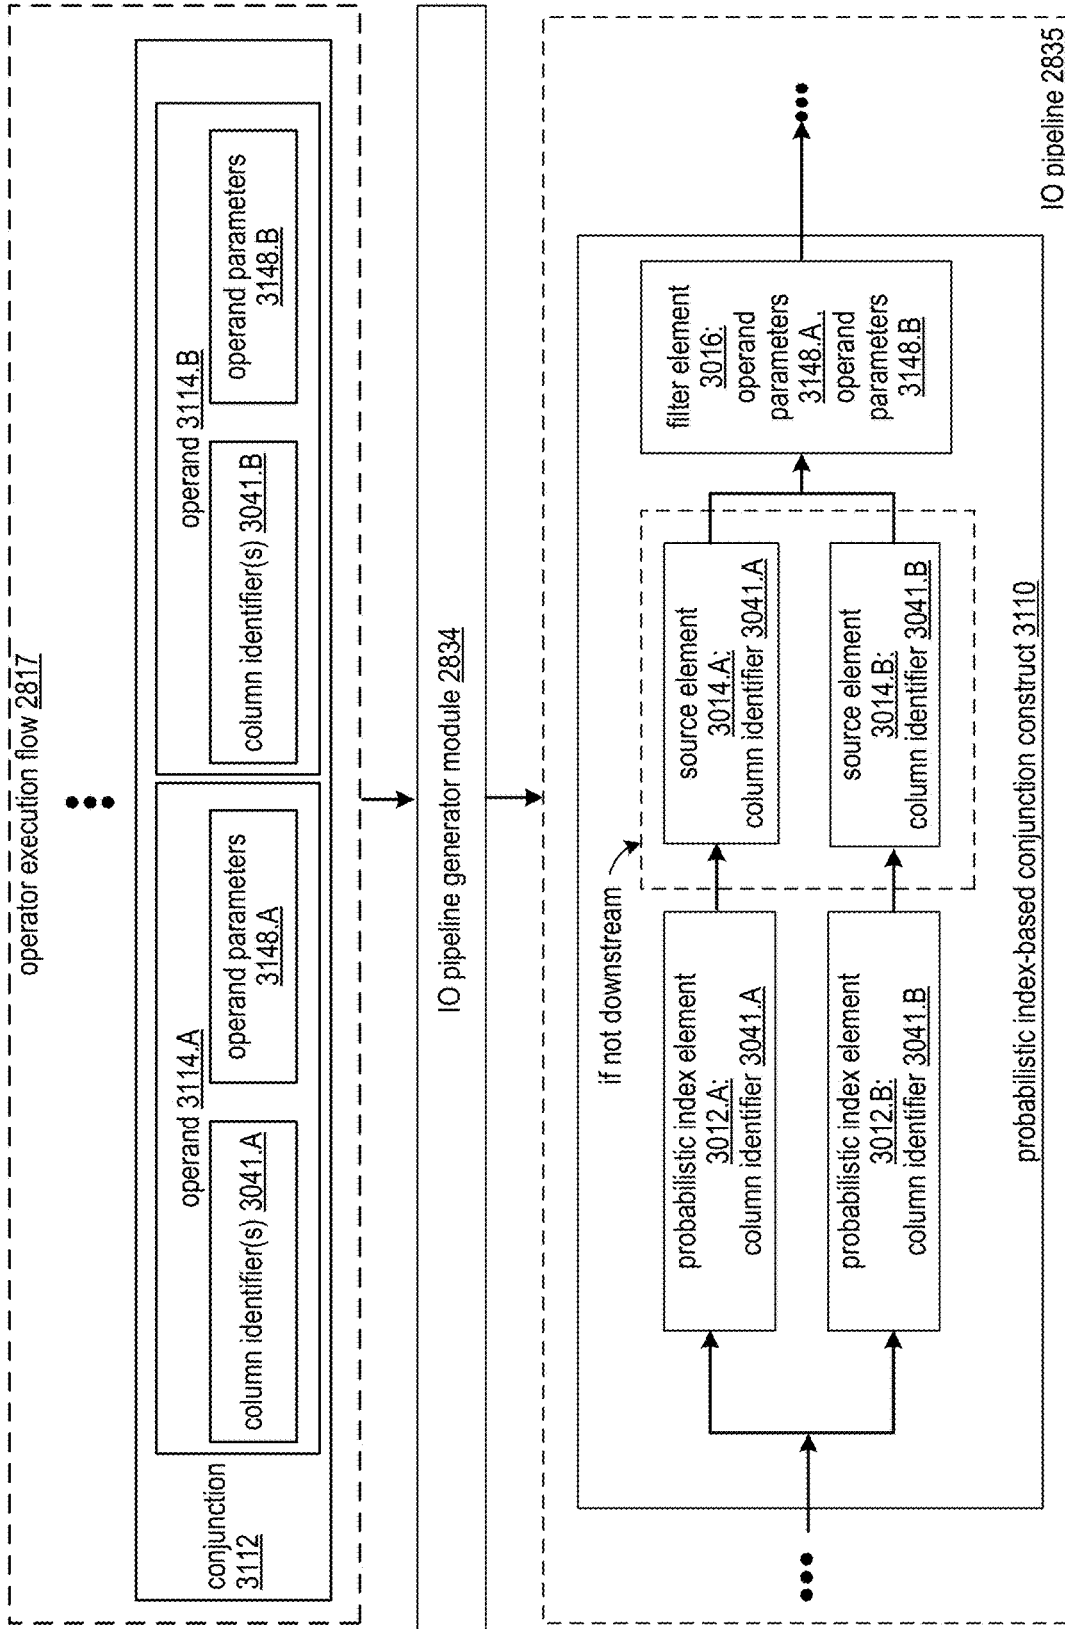 operator execution flow 2817
conjunction
3112
operand 3114.A
column identifier(s) 3041.A
operand parameters
3148.A
operand 3114.B
column identifier(s) 3041.B
operand parameters
3148.B
IO pipeline generator module 2834
if not downstream
probabilistic index element
3012.A:
column identifier 3041.A
source element
3014.A:
column identifier 3041.A
probabilistic index element
3012.B:
column identifier 3041.B
source element
3014.B:
column identifier 3041.B
filter element
3016:
operand
parameters
3148.A,
operand
parameters
3148.B
probabilistic index-based conjunction construct 3110
IO pipeline 2835